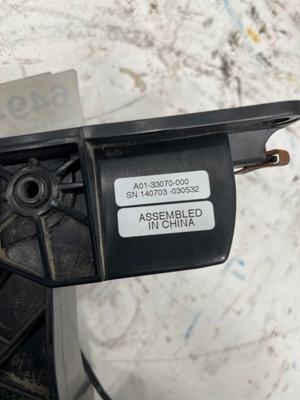 A01-33070-000
SN 140703 -030532
ASSEMBLED
IN CHINA